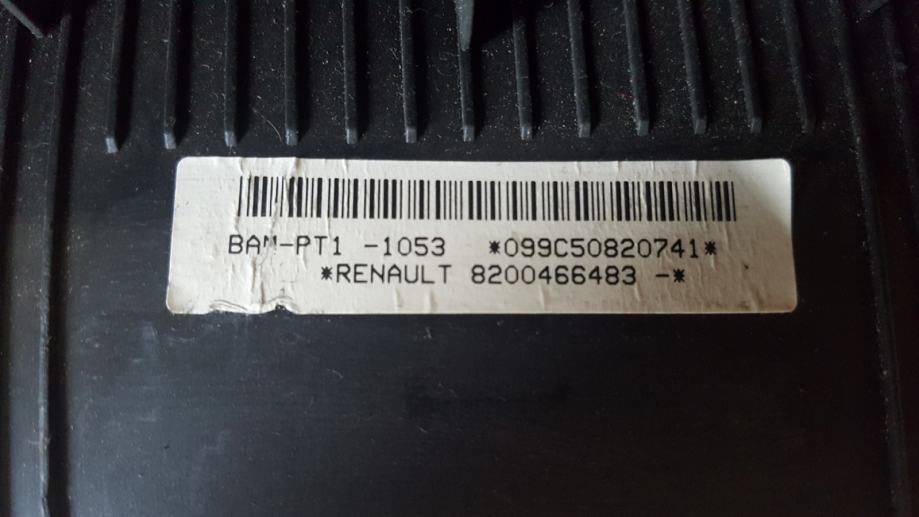 BAM-PT1 -1053 *099C50820741*
*RENAULT 8200466483 -*